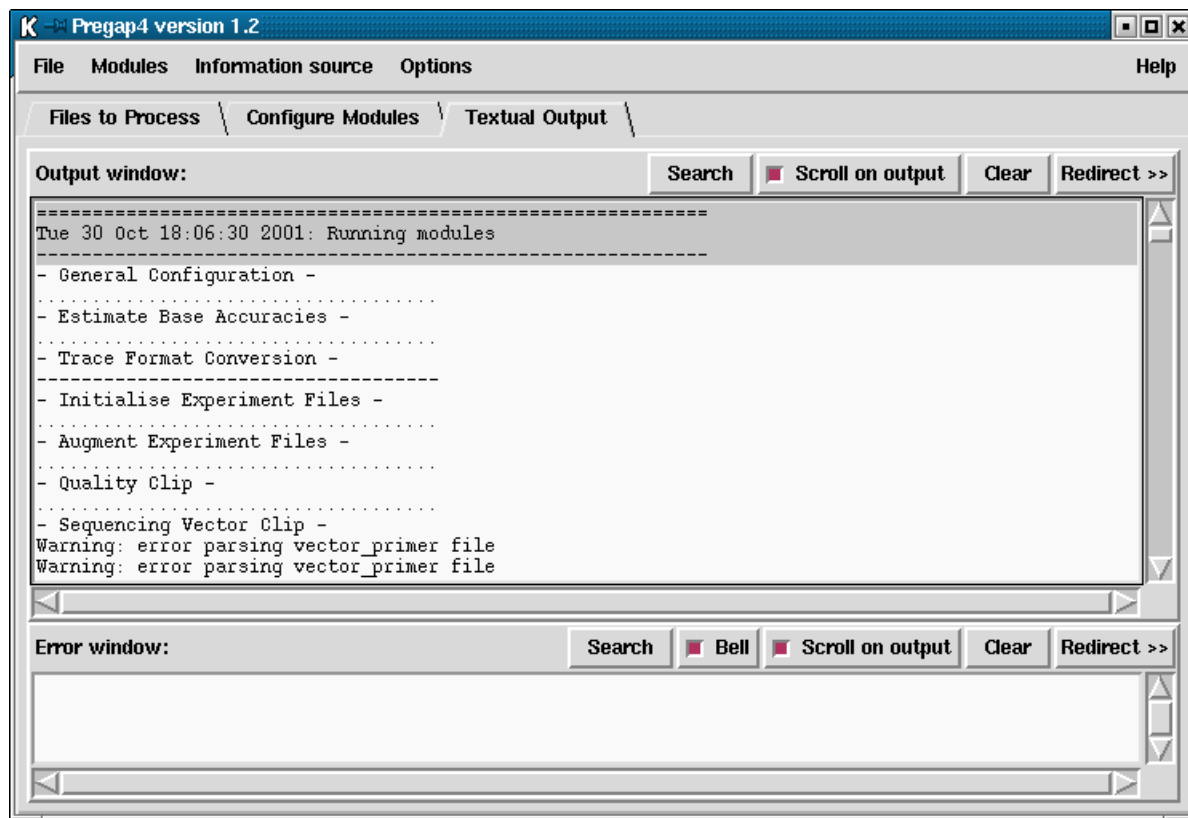 Pregap4 version 1.2
File Modules Information source Options Help
Files to Process Configure Modules Textual Output
Output window: Search Scroll on output Clear Redirect >>
============================================================
Tue 30 Oct 18:06:30 2001: Running modules
------------------------------------------------------------
- General Configuration -
....................................
- Estimate Base Accuracies -
....................................
- Trace Format Conversion -
------------------------------------
- Initialise Experiment Files -
....................................
- Augment Experiment Files -
....................................
- Quality Clip -
....................................
- Sequencing Vector Clip -
Warning: error parsing vector_primer file
Warning: error parsing vector_primer file
Error window: Search Bell Scroll on output Clear Redirect >>